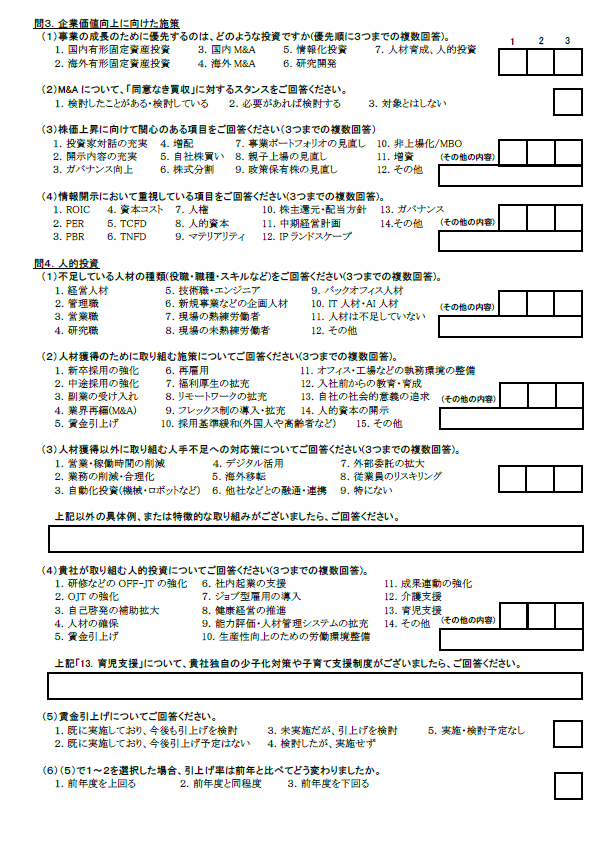 問3．企業価値向上に向けた施策
（1）事業の成長のために優先するのは、どのような投資ですか（優先順に3つまでの複数回答）。
1. 国内有形固定資産投資 3. 国内 M&A 5. 情報化投資 7. 人材育成、人的投資
2. 海外有形固定資産投資 4. 海外 M&A 6. 研究開発
1 2 3
（2）M&A について、「同意なき買収」に対するスタンスをご回答ください。
1. 検討したことがある・検討している 2. 必要があれば検討する 3. 対象とはしない
（3）株価上昇に向けて関心のある項目をご回答ください（3つまでの複数回答）
1. 投資家対話の充実 4. 増配 7. 事業ポートフォリオの見直し 10. 非上場化/MBO
2. 開示内容の充実 5. 自社株買い 8. 親子上場の見直し 11. 増資 （その他の内容）
3. ガバナンス向上 6. 株式分割 9. 政策保有株の見直し 12. その他
（4）情報開示において重視している項目をご回答ください（3つまでの複数回答）。
1. ROIC 4. 資本コスト 7. 人権 10. 株主還元・配当方針 13. ガバナンス
2. PER 5. TCFD 8. 人的資本 11. 中期経営計画 14.その他 （その他の内容）
3. PBR 6. TNFD 9. マテリアリティ 12. IP ランドスケープ
問4．人的投資
（1）不足している人材の種類（役職・職種・スキルなど）をご回答ください（3つまでの複数回答）。
1. 経営人材 5. 技術職・エンジニア 9. バックオフィス人材
2. 管理職 6. 新規事業などの企画人材 10. IT 人材・AI 人材
3. 営業職 7. 現場の熟練労働者 11. 人材は不足していない （その他の内容）
4. 研究職 8. 現場の未熟練労働者 12. その他
（2）人材獲得のために取り組む施策についてご回答ください（3つまでの複数回答）。
1. 新卒採用の強化 6. 再雇用 11. オフィス・工場などの執務環境の整備
2. 中途採用の強化 7. 福利厚生の拡充 12. 入社前からの教育・育成
3. 副業の受け入れ 8. リモートワークの拡充 13. 自社の社会的意義の追求
4. 業界再編(M&A) 9. フレックス制の導入・拡充 14. 人的資本の開示 （その他の内容）
5. 賃金引上げ 10. 採用基準緩和(外国人や高齢者など) 15. その他
（3）人材獲得以外に取り組む人手不足への対応策についてご回答ください（3つまでの複数回答）。
1. 営業・稼働時間の削減 4. デジタル活用 7. 外部委託の拡大
2. 業務の削減・合理化 5. 海外移転 8. 従業員のリスキリング
3. 自動化投資(機械・ロボットなど) 6. 他社などとの融通・連携 9. 特にない
上記以外の具体例、または特徴的な取り組みがございましたら、ご回答ください。
（4）貴社が取り組む人的投資についてご回答ください（3つまでの複数回答）。
1. 研修などの OFF-JT の強化 6. 社内起業の支援 11. 成果連動の強化
2. OJT の強化 7. ジョブ型雇用の導入 12. 介護支援
3. 自己啓発の補助拡大 8. 健康経営の推進 13. 育児支援
4. 人材の確保 9. 能力評価・人材管理システムの拡充 14. その他 （その他の内容）
5. 賃金引上げ 10. 生産性向上のための労働環境整備
上記「13. 育児支援」について、貴社独自の少子化対策や子育て支援制度がございましたら、ご回答ください。
（5）賃金引上げについてご回答ください。
1. 既に実施しており、今後も引上げを検討 3. 未実施だが、引上げを検討 5. 実施・検討予定なし
2. 既に実施しており、今後引上げ予定はない 4. 検討したが、実施せず
（6）（5）で1～2を選択した場合、引上げ率は前年と比べてどう変わりましたか。
1. 前年度を上回る 2. 前年度と同程度 3. 前年度を下回る